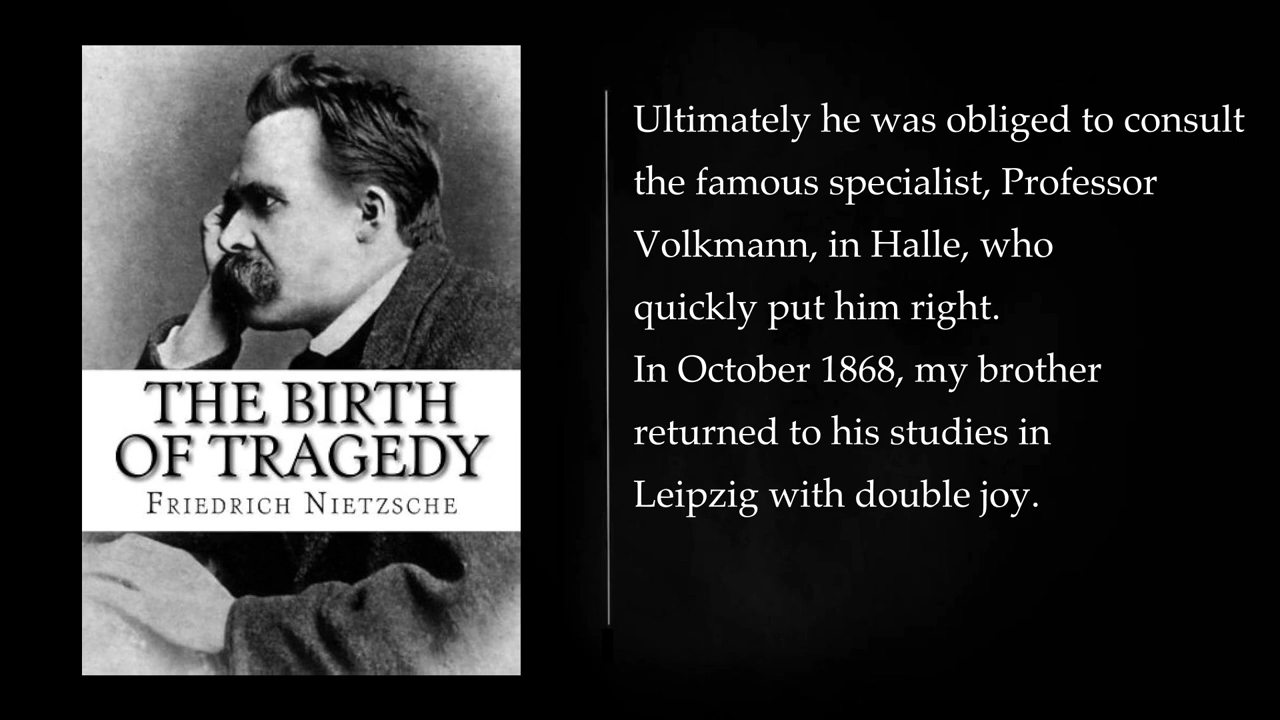 THE BIRTH
OF TRAGEDY
Friedrich Nietzsche
Ultimately he was obliged to consult
the famous specialist, Professor
Volkmann, in Halle, who
quickly put him right.
In October 1868, my brother
returned to his studies in
Leipzig with double joy.